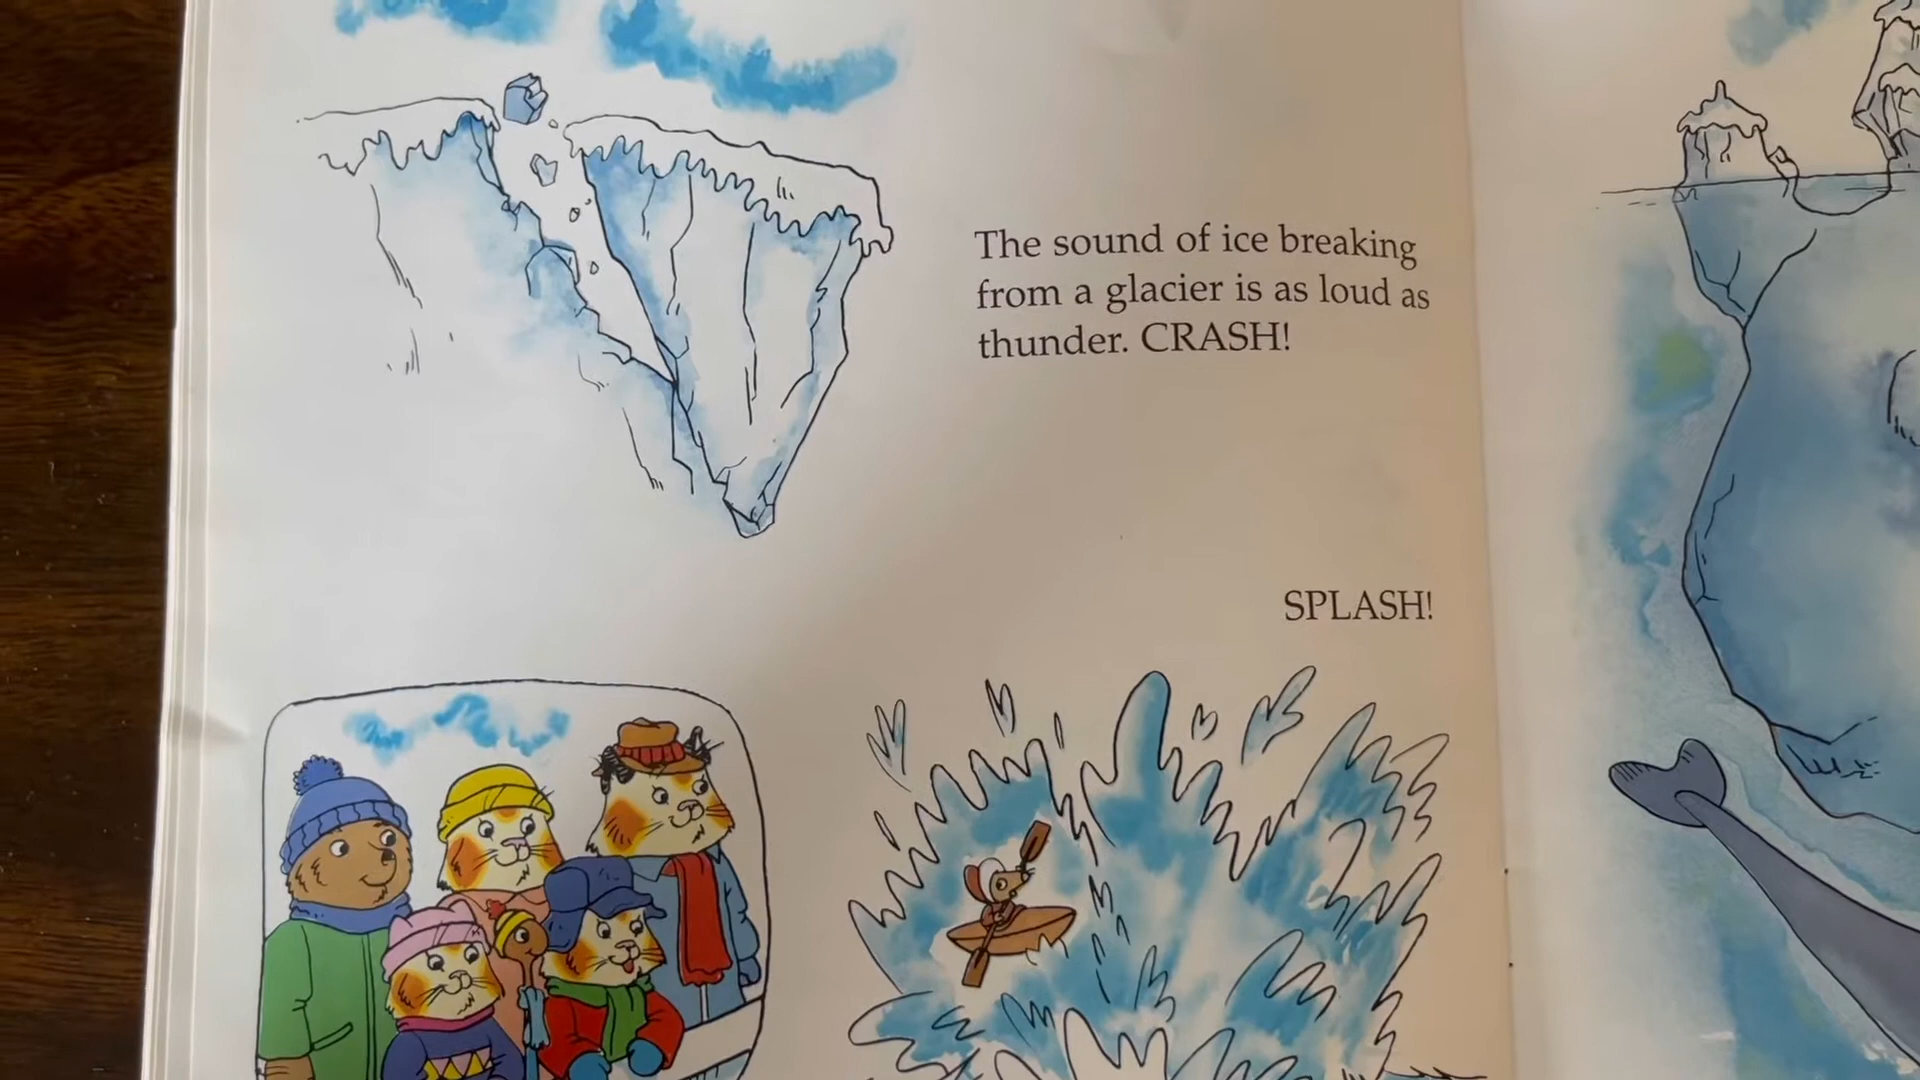 The sound of ice breaking
from a glacier is as loud as
thunder. CRASH!
SPLASH!